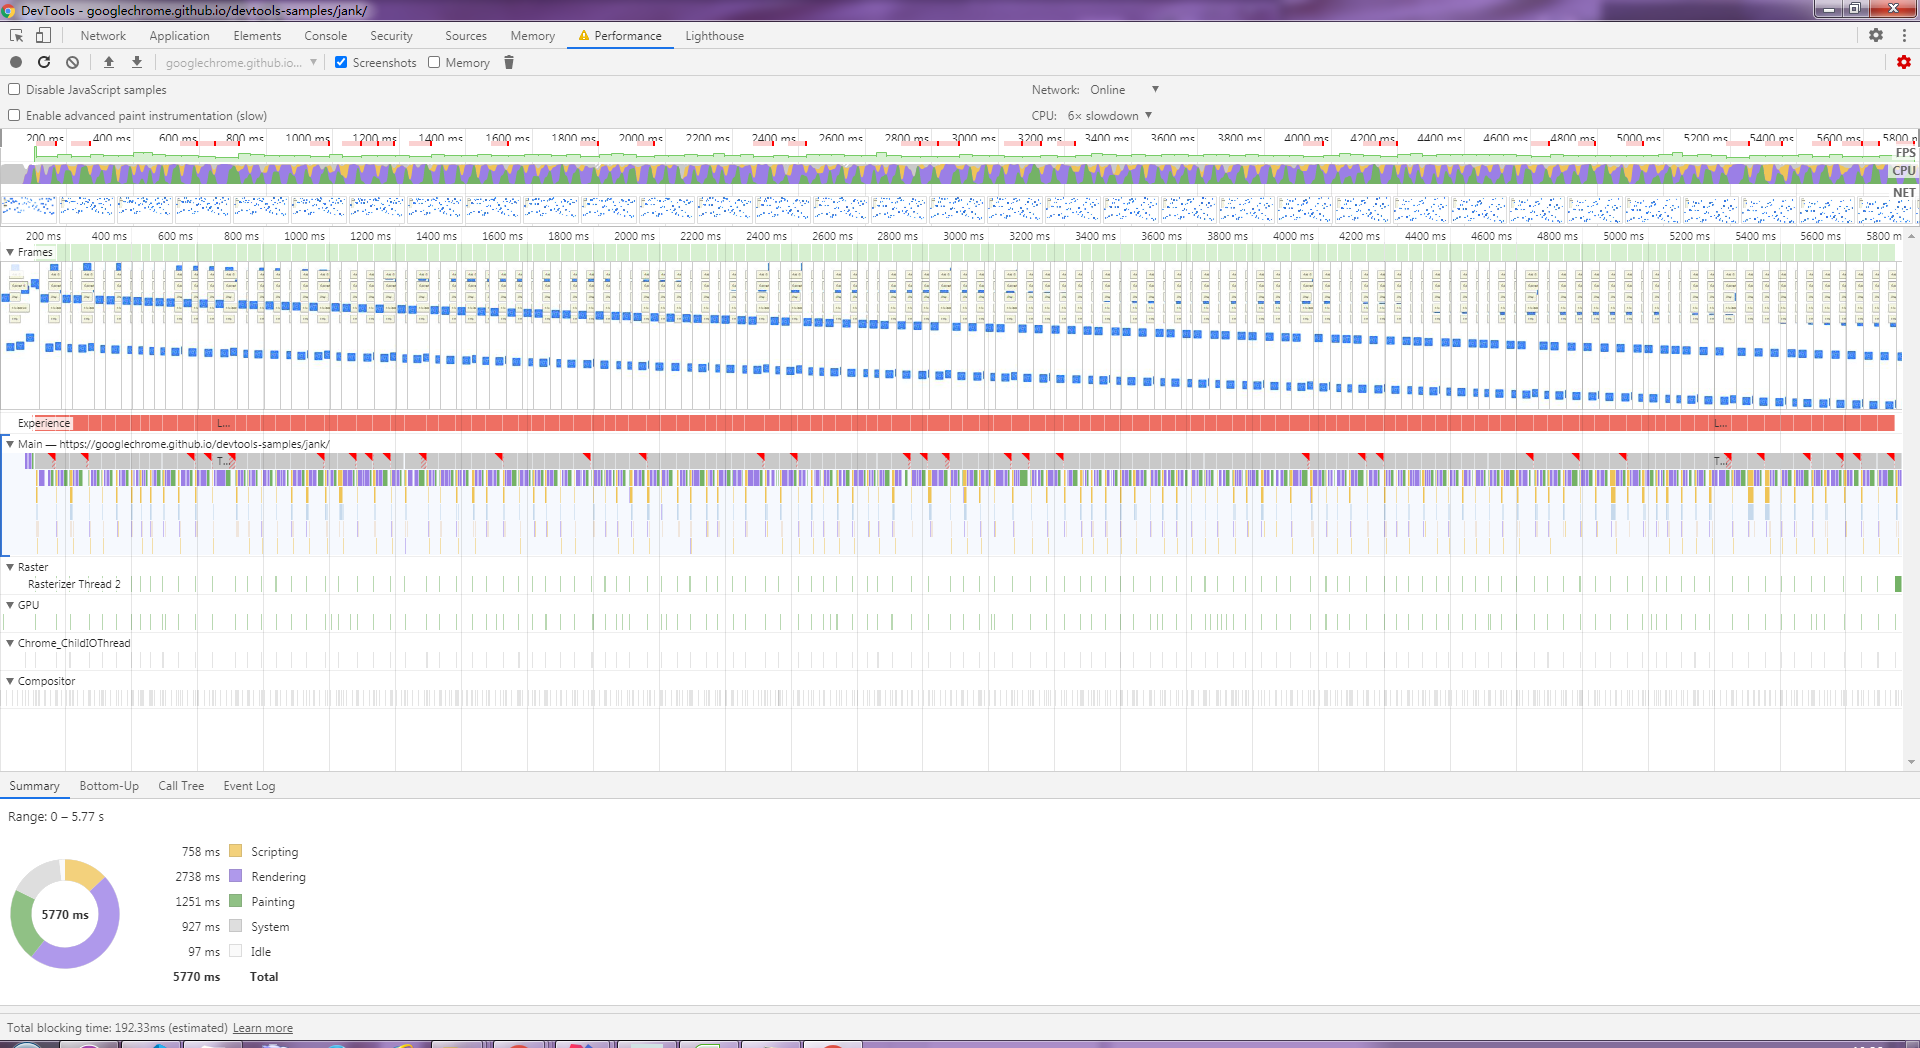 DevTools - googlechrome.github.io/devtools-samples/jank/
Network Application Elements Console Security Sources Memory Performance Lighthouse
googlechrome.github.io... Screenshots Memory
Disable JavaScript samples Network: Online
Enable advanced paint instrumentation (slow) CPU: 6× slowdown
200 ms 400 ms 600 ms 800 ms 1000 ms 1200 ms 1400 ms 1600 ms 1800 ms 2000 ms 2200 ms 2400 ms 2600 ms 2800 ms 3000 ms 3200 ms 3400 ms 3600 ms 3800 ms 4000 ms 4200 ms 4400 ms 4600 ms 4800 ms 5000 ms 5200 ms 5400 ms 5600 ms 5800 m
FPS
CPU
NET
200 ms 400 ms 600 ms 800 ms 1000 ms 1200 ms 1400 ms 1600 ms 1800 ms 2000 ms 2200 ms 2400 ms 2600 ms 2800 ms 3000 ms 3200 ms 3400 ms 3600 ms 3800 ms 4000 ms 4200 ms 4400 ms 4600 ms 4800 ms 5000 ms 5200 ms 5400 ms 5600 ms 5800 m
Frames
Experience L... L...
Main — https://googlechrome.github.io/devtools-samples/jank/
T... T...
Raster
Rasterizer Thread 2
GPU
Chrome_ChildIOThread
Compositor
Summary Bottom-Up Call Tree Event Log
Range: 0 – 5.77 s
758 ms Scripting
2738 ms Rendering
1251 ms Painting
5770 ms
927 ms System
97 ms Idle
5770 ms Total
Total blocking time: 192.33ms (estimated) Learn more